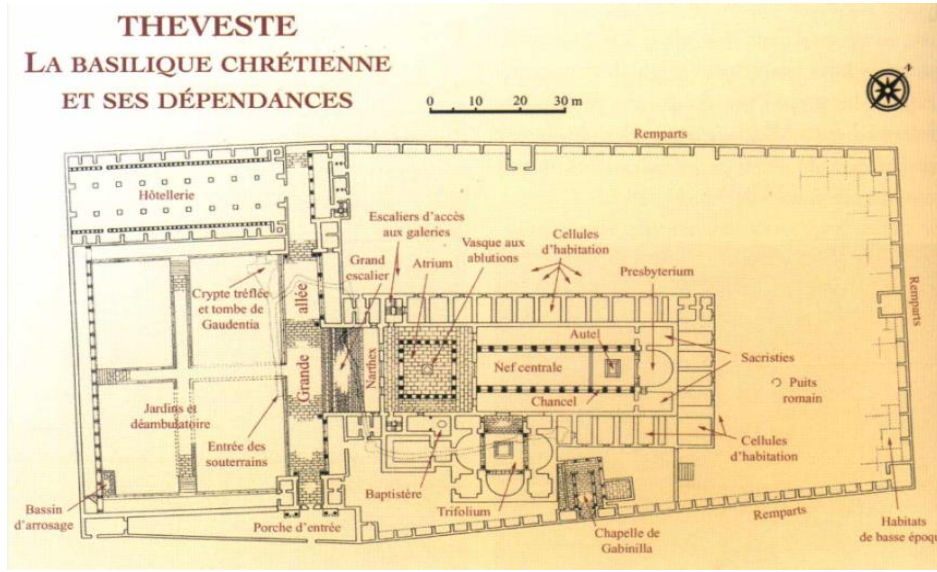 THEVESTE
LA BASILIQUE CHRÉTIENNE
ET SES DÉPENDANCES
0 10 20 30 m
N
Remparts
Hôtellerie
Escaliers d'accès
aux galeries
Grand
escalier
Atrium
Vasque aux
ablutions
Cellules
d'habitation
Presbyterium
Crypte tréflée
et tombe de
Gaudentia
Grande
allée
Narthex
Autel
Nef centrale
Chancel
Sacristies
Remparts
Puits
romain
Jardins et
déambulatoire
Entrée des
souterrains
Baptistère
Trifolium
Cellules
d'habitation
Bassin
d'arrosage
Porche d'entrée
Chapelle de
Gabinilla
Remparts
Habitats
de basse époqu